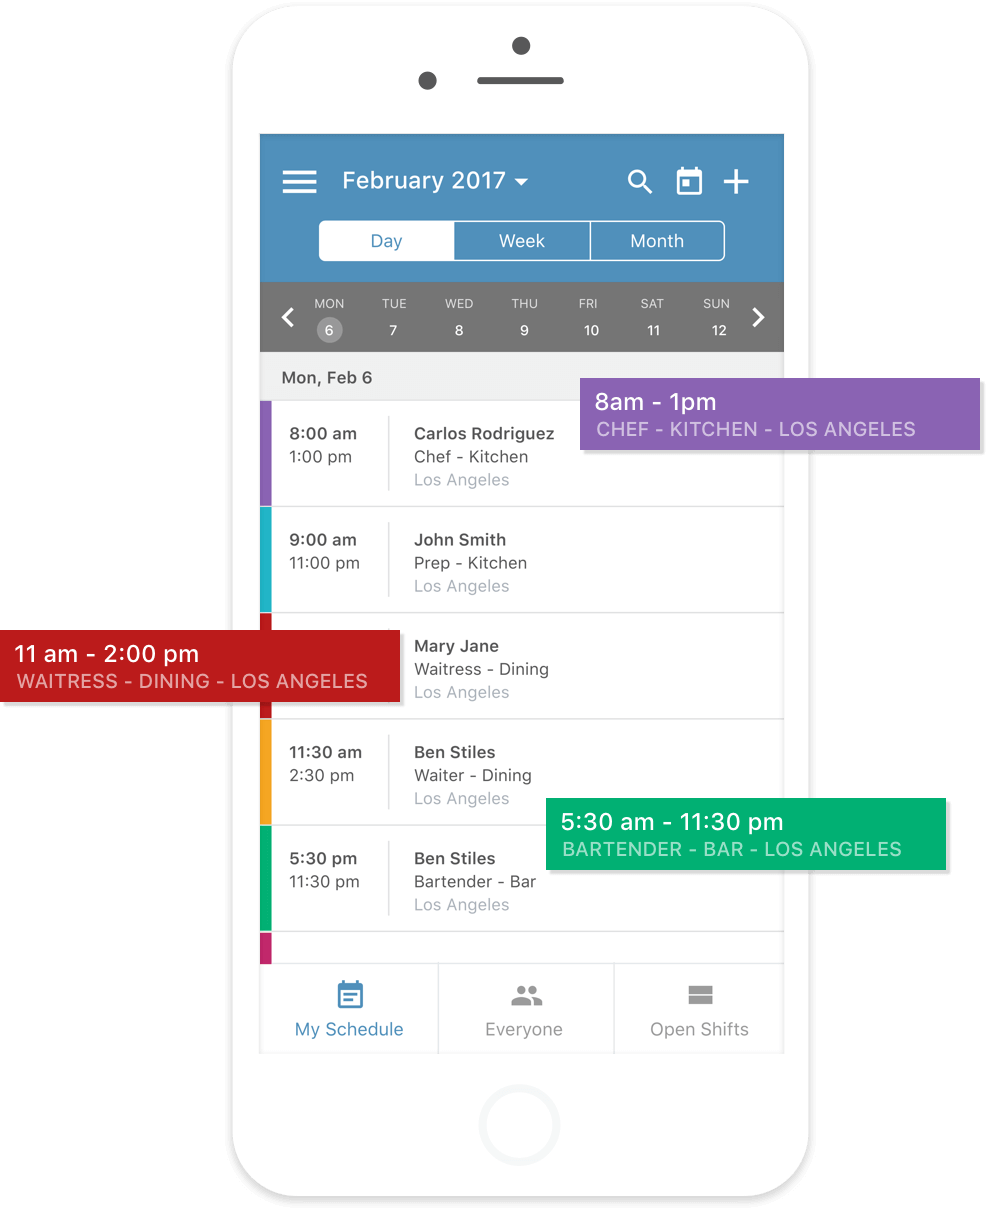 February 2017
Day Week Month
MON TUE WED THU FRI SAT SUN
6 7 8 9 10 11 12
Mon, Feb 6
8am - 1pm
CHEF - KITCHEN - LOS ANGELES
8:00 am Carlos Rodriguez
1:00 pm Chef - Kitchen
Los Angeles
9:00 am John Smith
11:00 pm Prep - Kitchen
Los Angeles
11 am - 2:00 pm
WAITRESS - DINING - LOS ANGELES
Mary Jane
Waitress - Dining
Los Angeles
11:30 am Ben Stiles
2:30 pm Waiter - Dining
Los Angeles
5:30 am - 11:30 pm
BARTENDER - BAR - LOS ANGELES
5:30 pm Ben Stiles
11:30 pm Bartender - Bar
Los Angeles
My Schedule Everyone Open Shifts